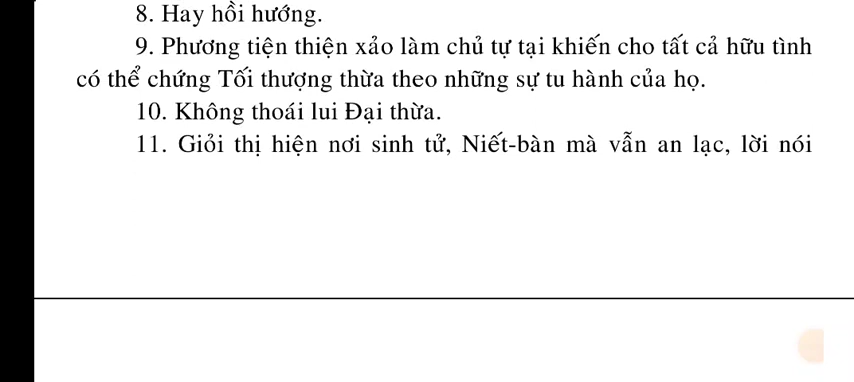 8. Hay hồi hướng.
9. Phương tiện thiện xảo làm chủ tự tại khiến cho tất cả hữu tình
có thể chứng Tối thượng thừa theo những sự tu hành của họ.
10. Không thoái lui Đại thừa.
11. Giỏi thị hiện nơi sinh tử, Niết-bàn mà vẫn an lạc, lời nói